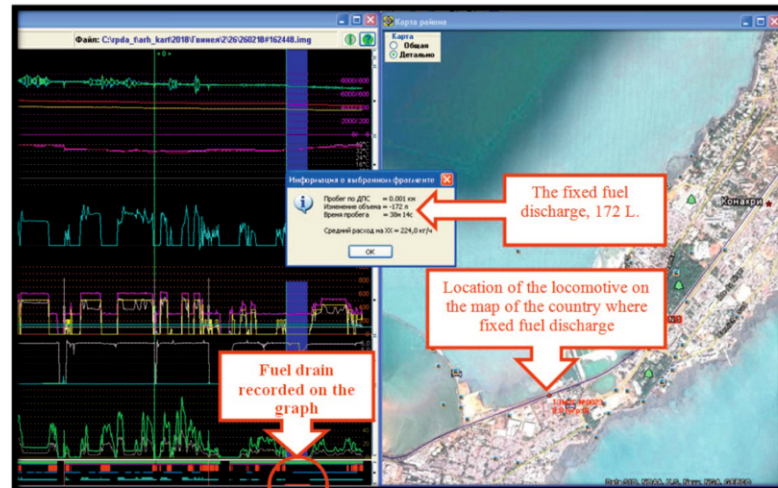 Файл: C:\rpda_t\arh_kart\2018\Гвинея\2\26\260218#162448.img
Карта района
Карта
Общая
Детально
Информация о выбранном фрагменте
Пробег по ДПС = 0.001 км
Изменение объема = -172 л
Время пробега = 38м 14с
Средний расход на ХХ = 224,0 кг/ч
OK
The fixed fuel
discharge, 172 L.
Конакри
Location of the locomotive on
the map of the country where
fixed fuel discharge
Fuel drain
recorded on the
graph